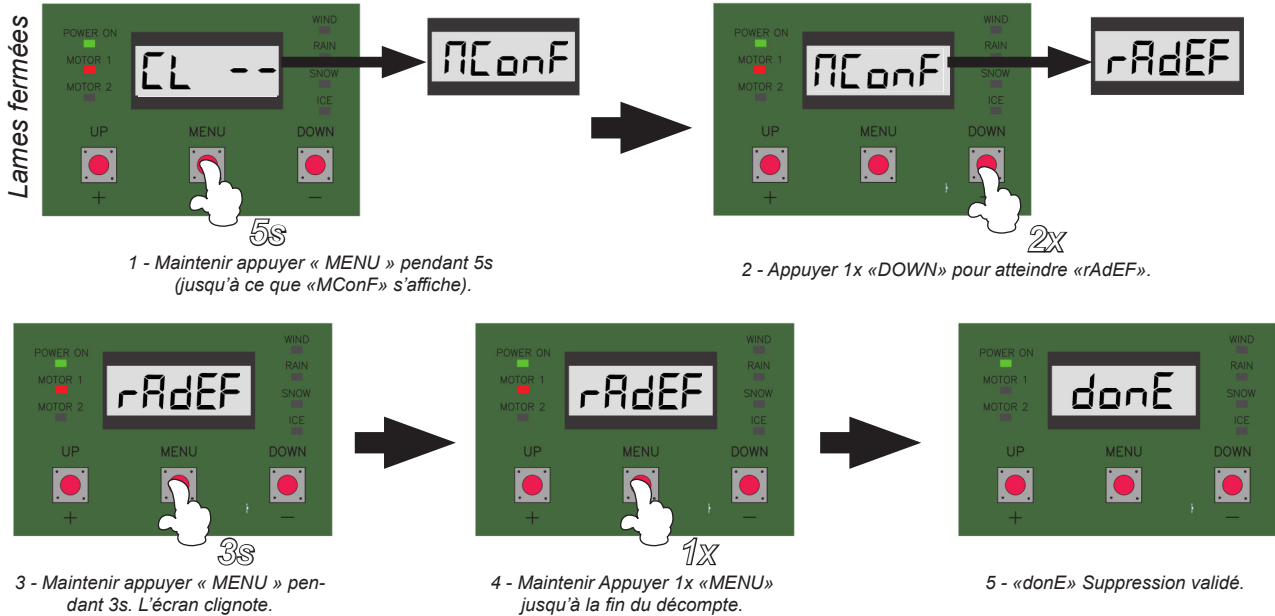 Lames fermées
POWER ON
MOTOR 1
MOTOR 2
CL --
WIND
RAIN
SNOW
ICE
UP
MENU
DOWN
+
−
5s
MConF
1 - Maintenir appuyer « MENU » pendant 5s
(jusqu’à ce que «MConF» s’affiche).
POWER ON
MOTOR 1
MOTOR 2
MConF
WIND
RAIN
SNOW
ICE
UP
MENU
DOWN
+
2x
rAdEF
2 - Appuyer 1x «DOWN» pour atteindre «rAdEF».
POWER ON
MOTOR 1
MOTOR 2
rAdEF
WIND
RAIN
SNOW
ICE
UP
MENU
DOWN
+
−
3s
3 - Maintenir appuyer « MENU » pen-
dant 3s. L’écran clignote.
POWER ON
MOTOR 1
MOTOR 2
rAdEF
WIND
RAIN
SNOW
ICE
UP
MENU
DOWN
+
−
1x
4 - Maintenir Appuyer 1x «MENU»
jusqu’à la fin du décompte.
POWER ON
MOTOR 1
MOTOR 2
donE
WIND
RAIN
SNOW
ICE
UP
MENU
DOWN
+
−
5 - «donE» Suppression validé.